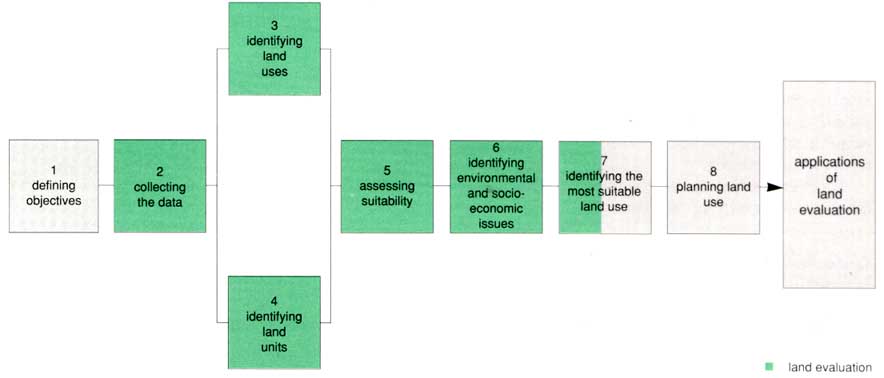 1
defining
objectives
2
collecting
the data
3
identifying
land
uses
4
identifying
land
units
5
assessing
suitability
6
identifying
environmental
and socio-
economic
issues
7
identifying the
most suitable
land use
8
planning land
use
applications
of
land
evaluation
land evaluation